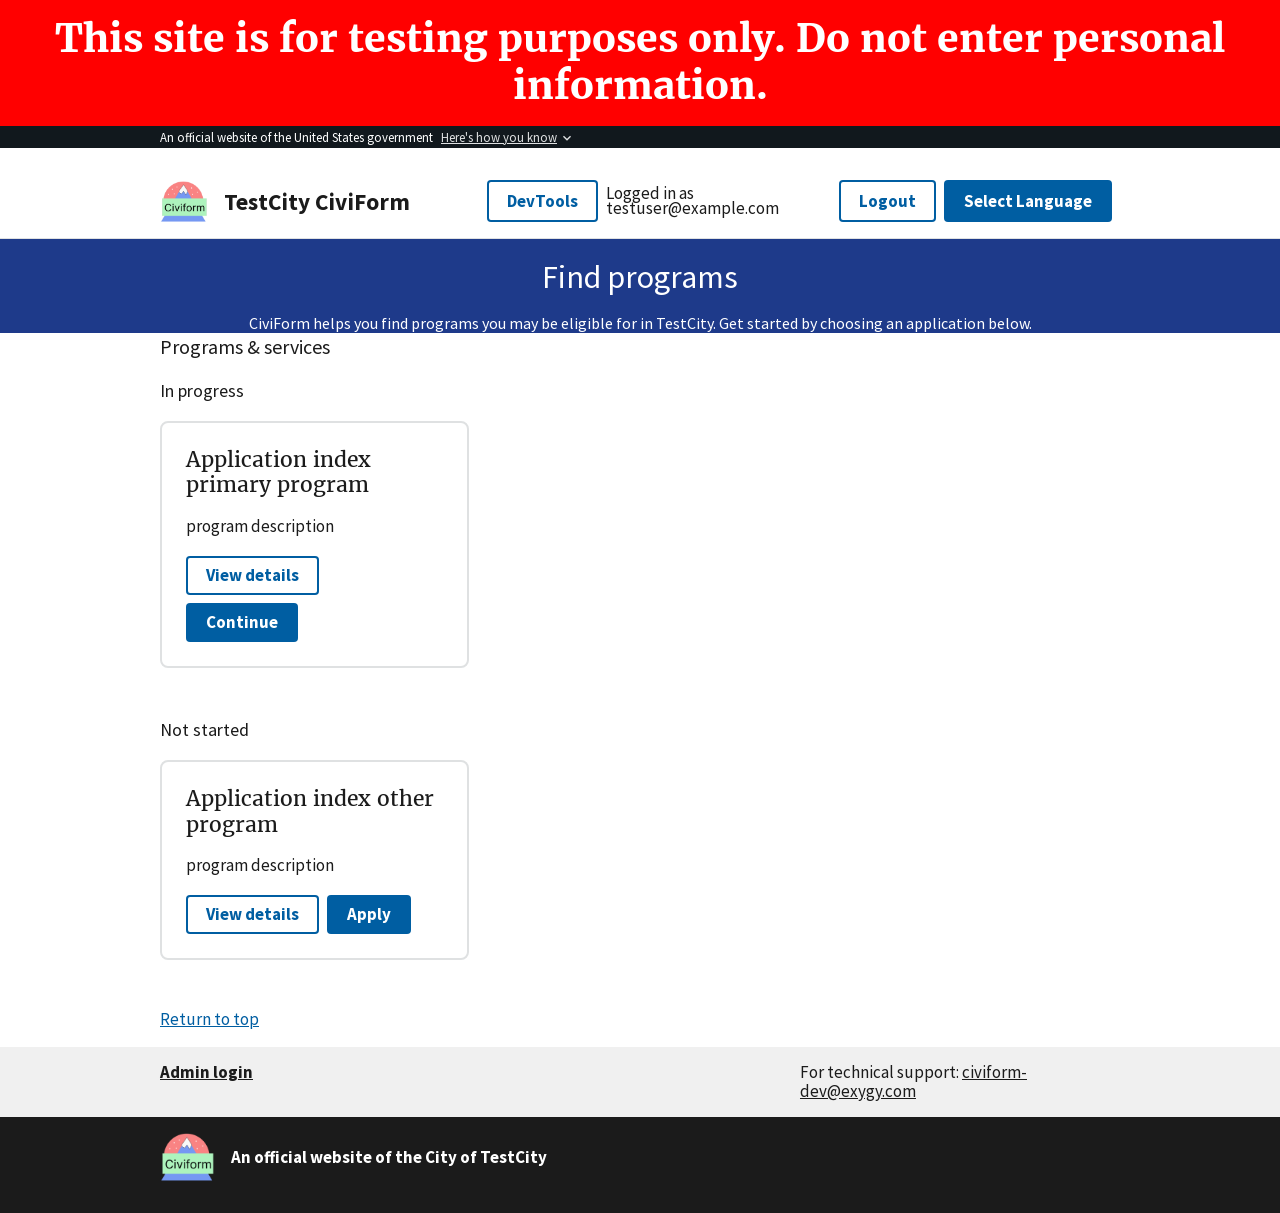 This site is for testing purposes only. Do not enter personal
information.
An official website of the United States government Here's how you know
Civiform
TestCity CiviForm
DevTools
Logged in as
testuser@example.com
Logout
Select Language
Find programs
CiviForm helps you find programs you may be eligible for in TestCity. Get started by choosing an application below.
Programs & services
In progress
Application index
primary program
program description
View details
Continue
Not started
Application index other
program
program description
View details Apply
Return to top
Admin login
For technical support: civiform-
dev@exygy.com
Civiform
An official website of the City of TestCity